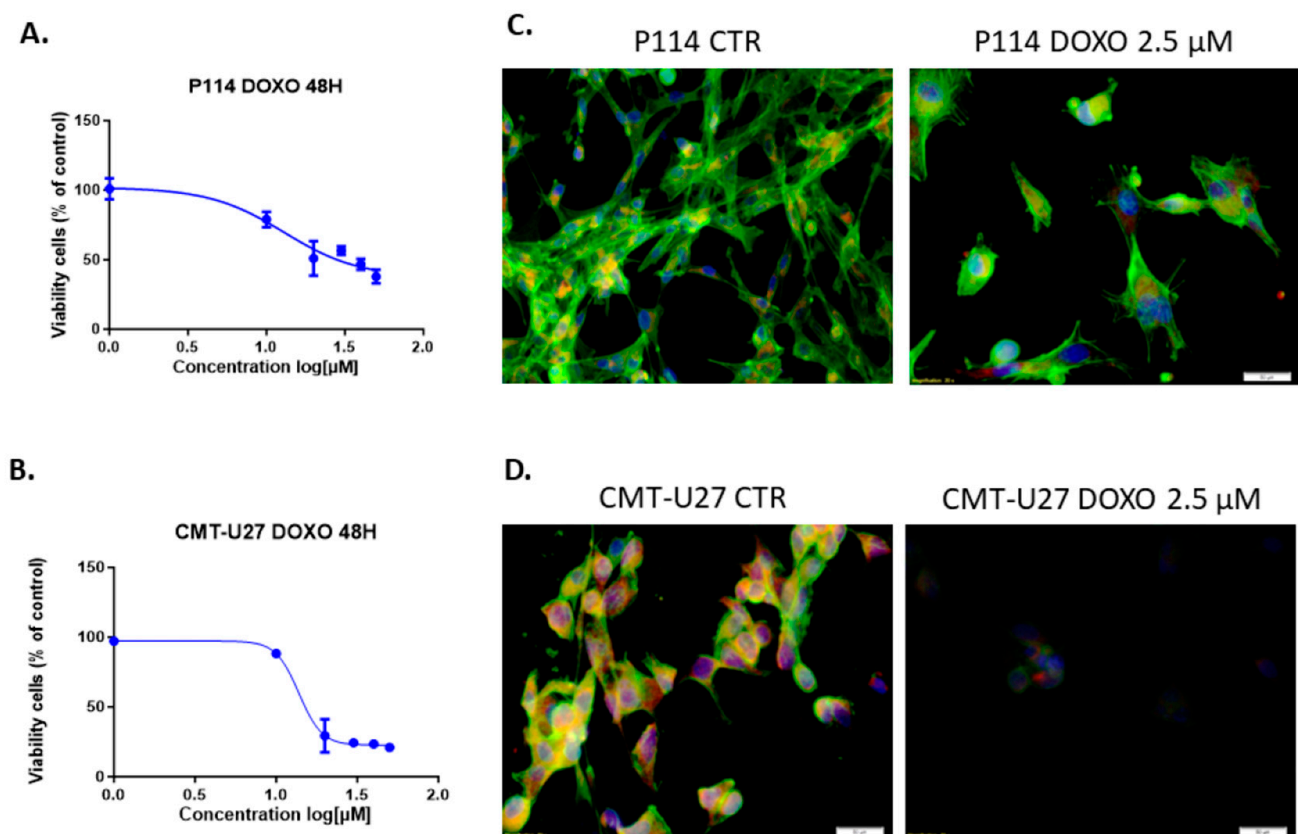 A.
P114 DOXO 48H
150
100
50
0
Viability cells (% of control)
0.0 0.5 1.0 1.5 2.0
Concentration log[µM]
C.
P114 CTR P114 DOXO 2.5 µM
B.
CMT-U27 DOXO 48H
150
100
50
0
Viability cells (% of control)
0.0 0.5 1.0 1.5 2.0
Concentration log[µM]
D.
CMT-U27 CTR CMT-U27 DOXO 2.5 µM